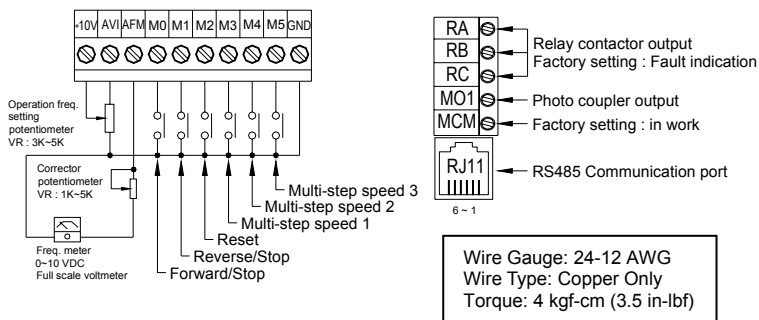 +10V AVI AFM M0 M1 M2 M3 M4 M5 GND
Operation freq.
setting
potentiometer
VR : 3K~5K
Corrector
potentiometer
VR : 1K~5K
Freq. meter
0~10 VDC
Full scale voltmeter
Multi-step speed 3
Multi-step speed 2
Multi-step speed 1
Reset
Reverse/Stop
Forward/Stop
RA
RB
RC
MO1
MCM
Relay contactor output
Factory setting : Fault indication
Photo coupler output
Factory setting : in work
RJ11
RS485 Communication port
6 ~ 1
Wire Gauge: 24-12 AWG
Wire Type: Copper Only
Torque: 4 kgf-cm (3.5 in-lbf)